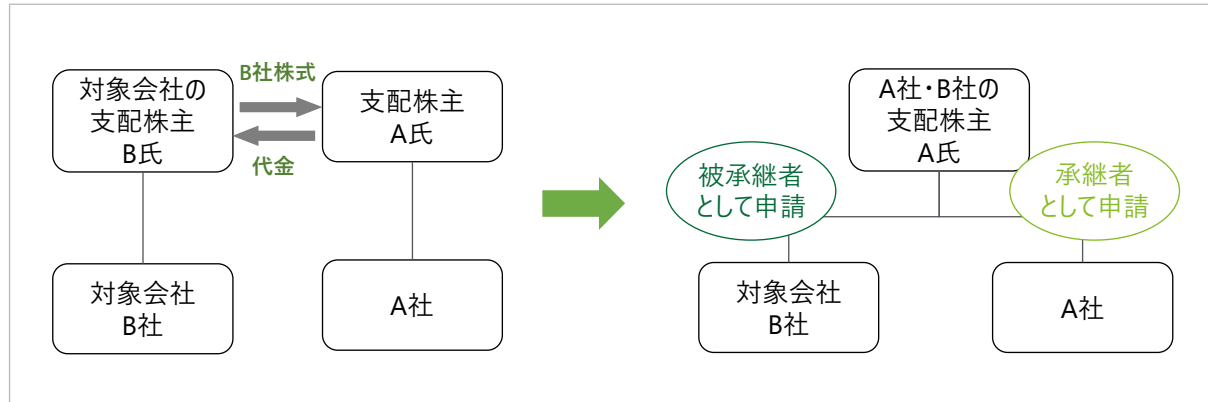 対象会社の
支配株主
B氏
B社株式
代金
支配株主
A氏
対象会社
B社
A社
A社・B社の
支配株主
A氏
被承継者
として申請
承継者
として申請
対象会社
B社
A社